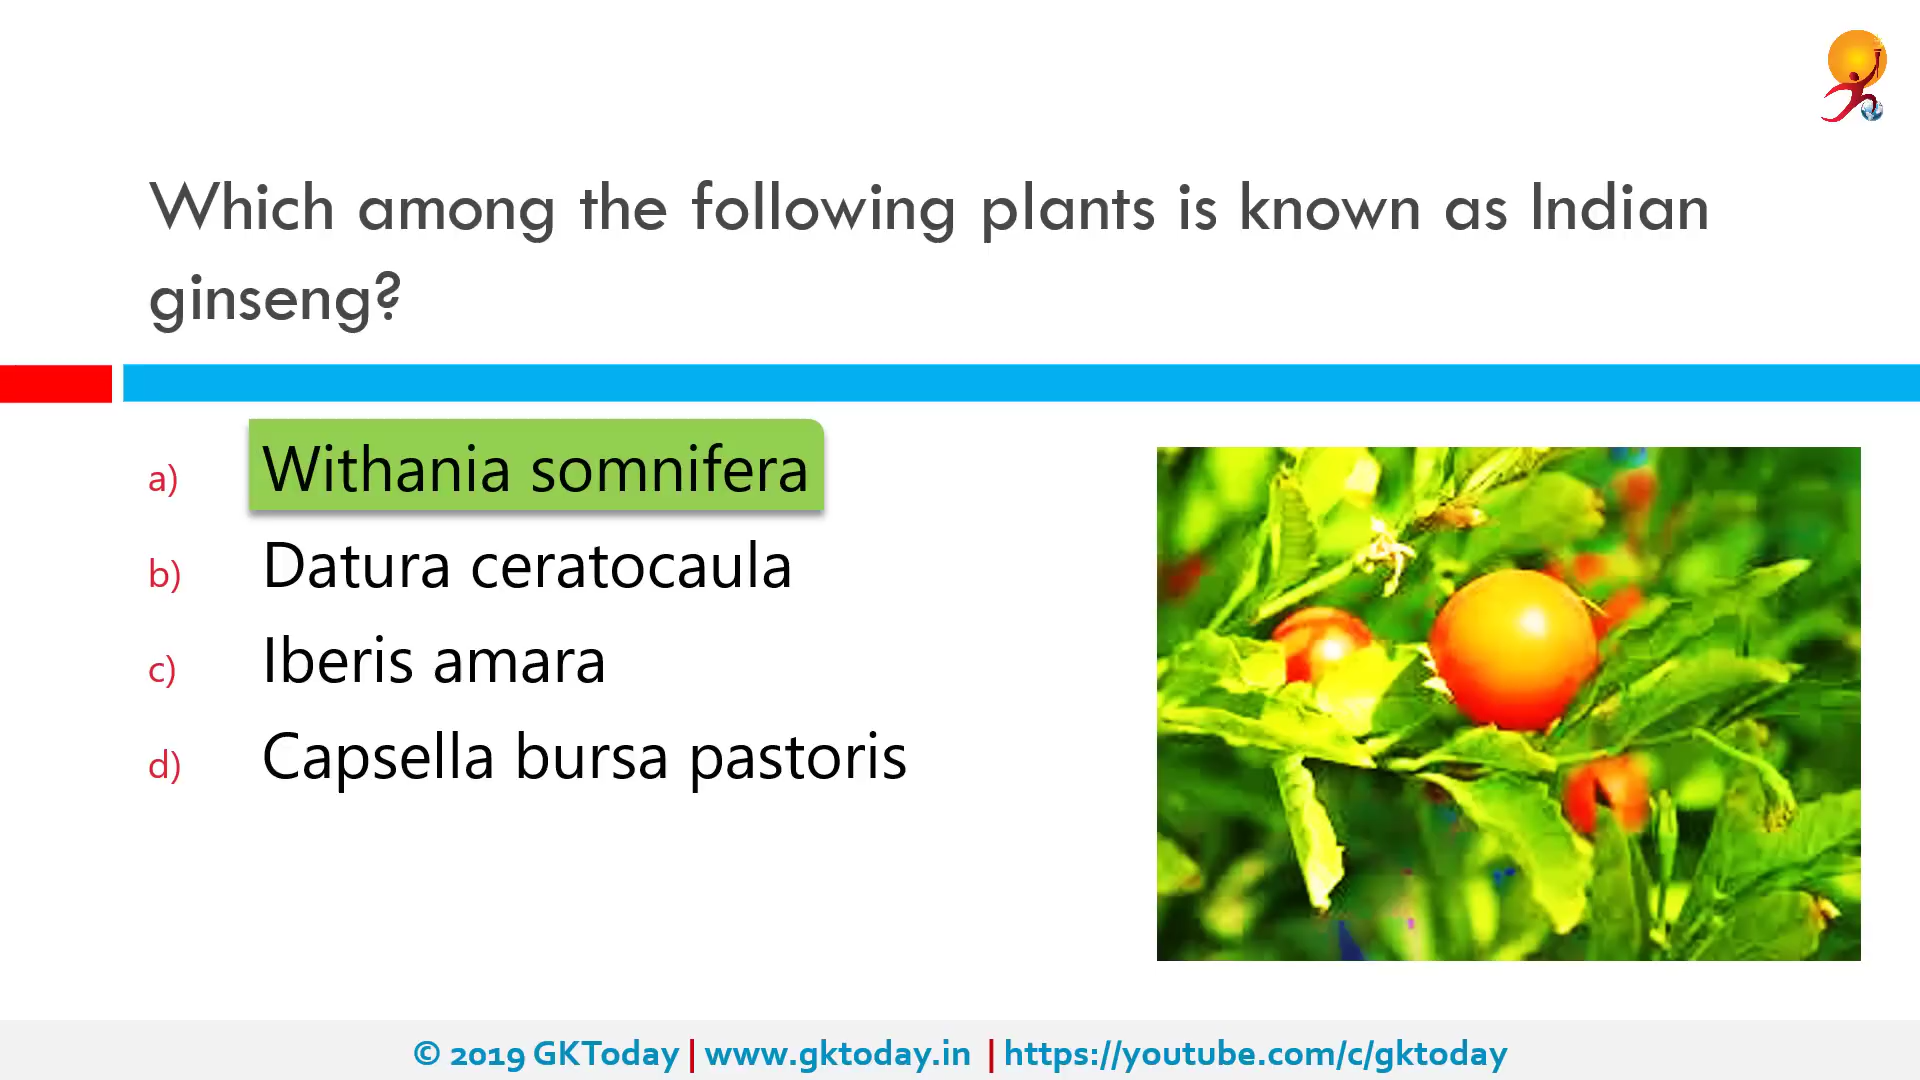 Which among the following plants is known as Indian
ginseng?
a) Withania somnifera
b) Datura ceratocaula
c) Iberis amara
d) Capsella bursa pastoris
© 2019 GKToday | www.gktoday.in | https://youtube.com/c/gktoday